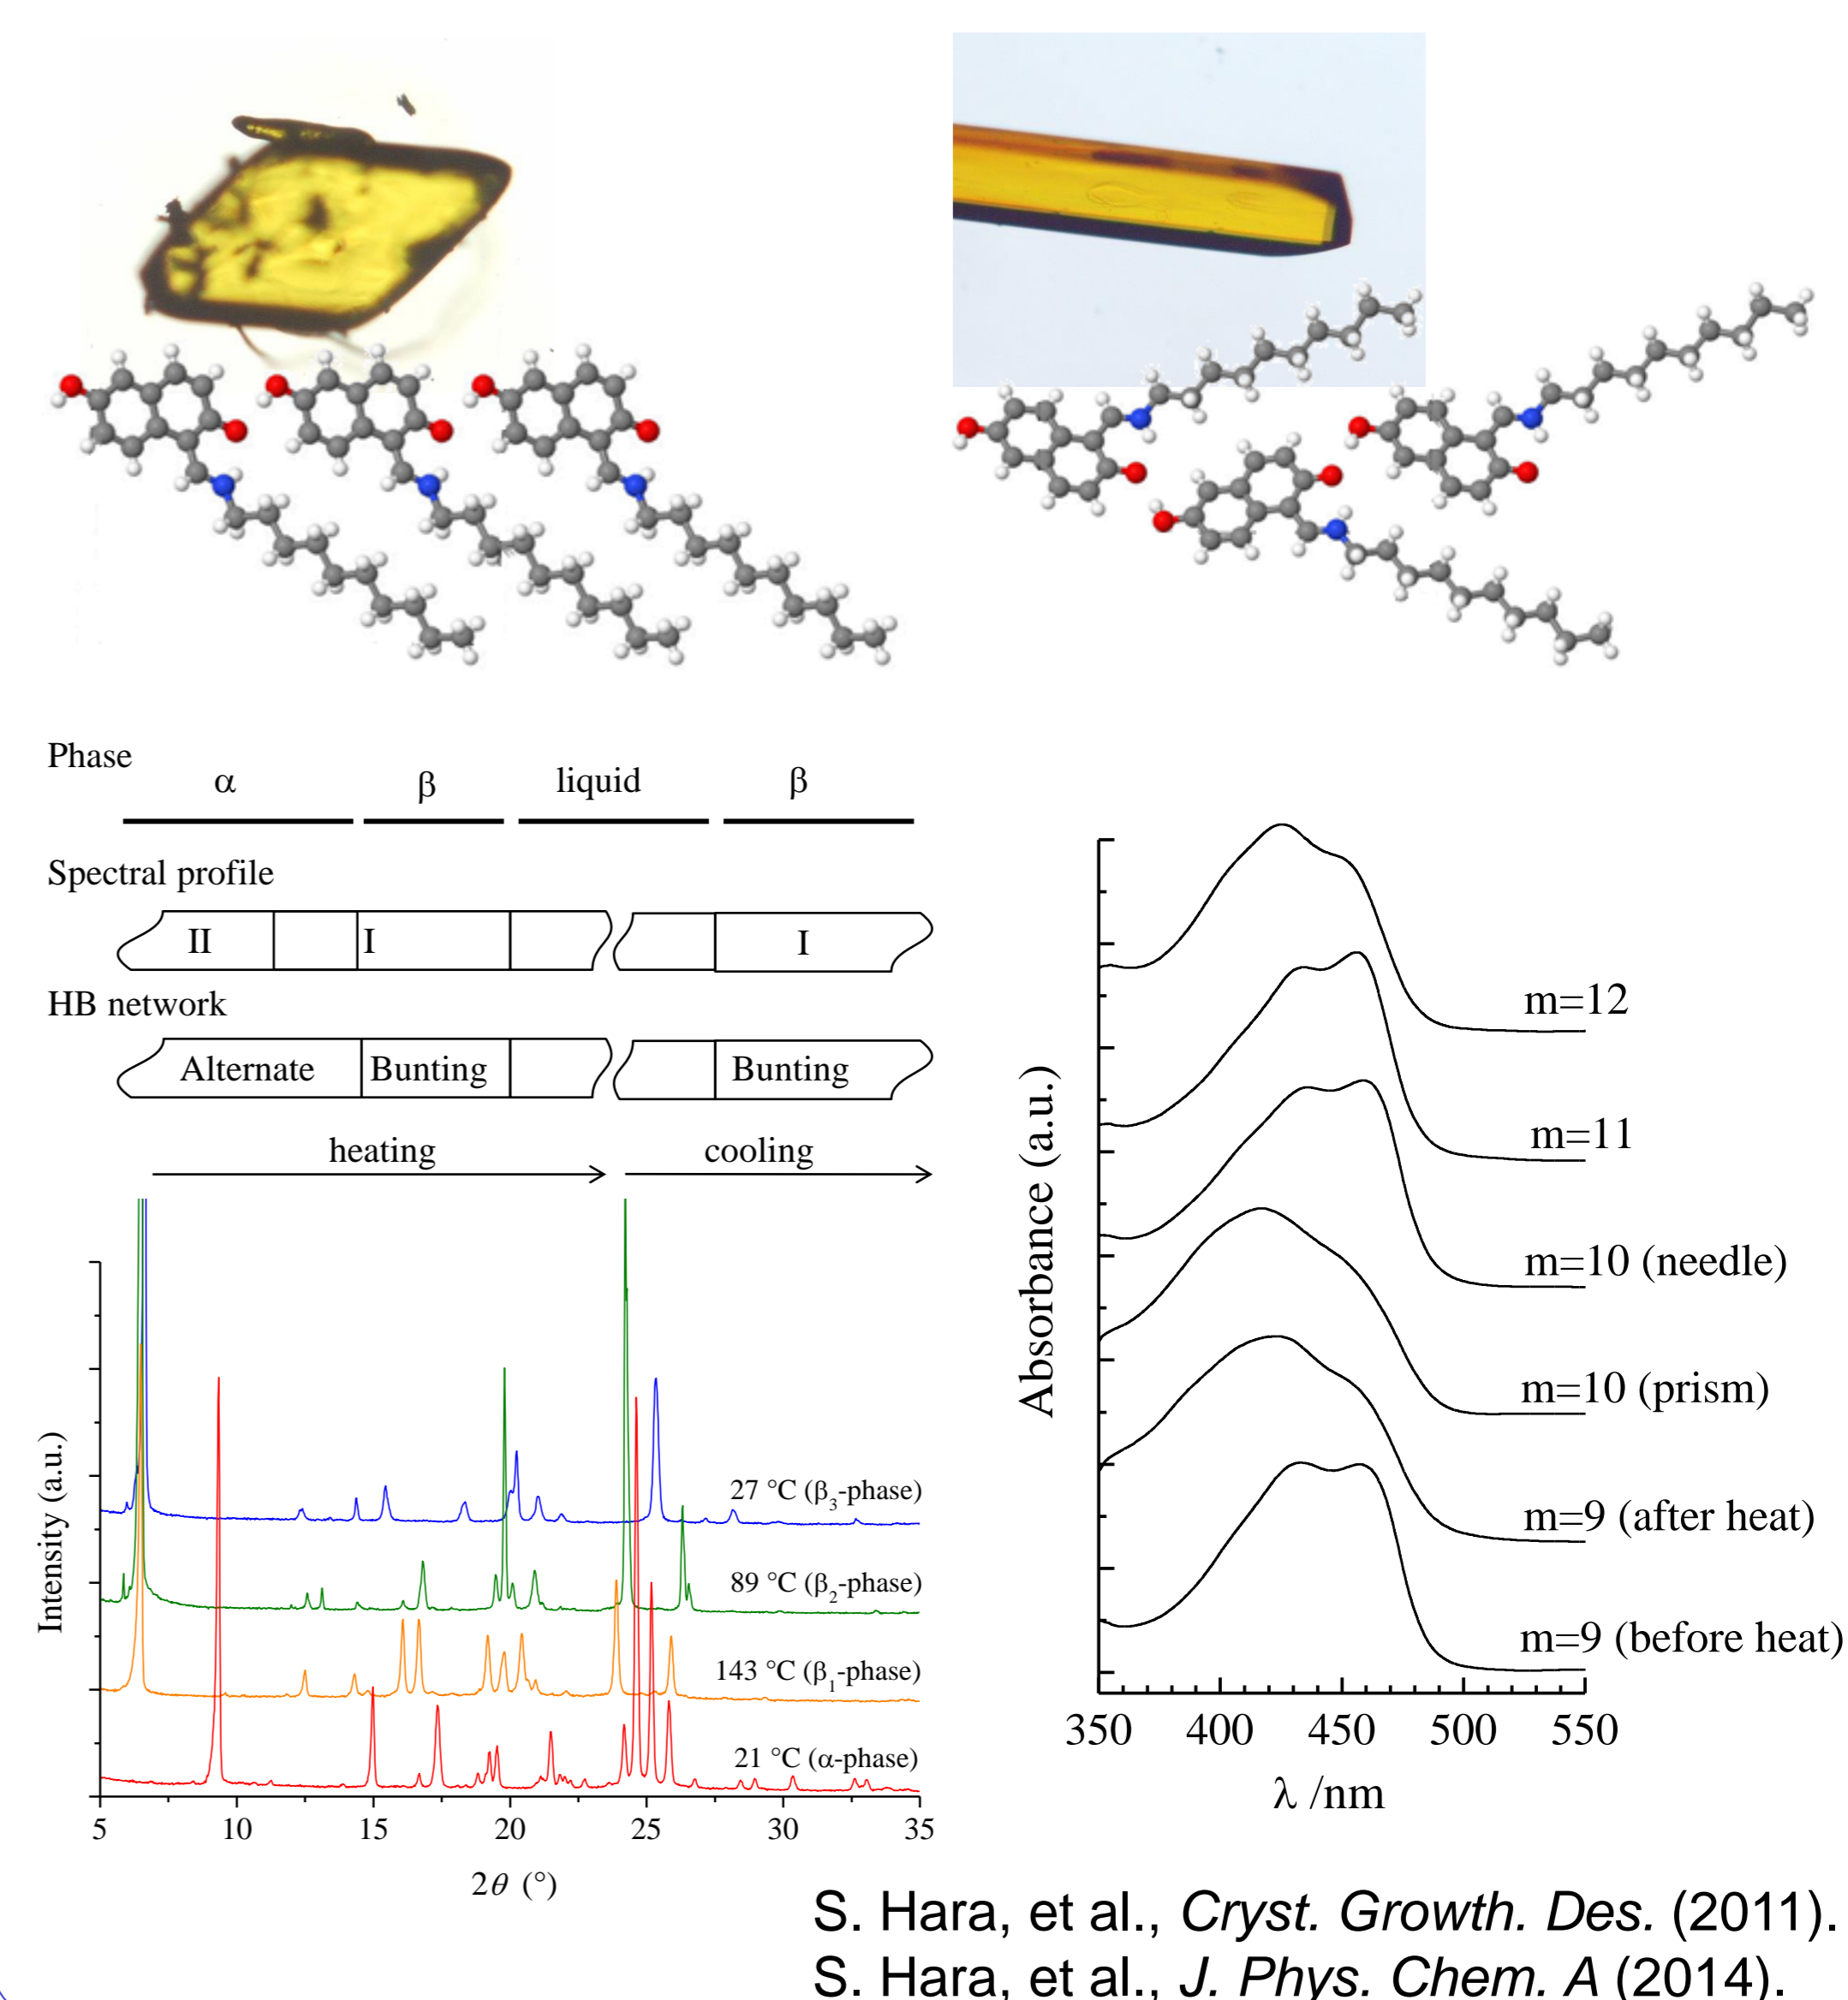 Phase
α β liquid β
Spectral profile
II I I
HB network
Alternate Bunting Bunting
heating cooling
Intensity (a.u.)
27 °C (β₃-phase)
89 °C (β₂-phase)
143 °C (β₁-phase)
21 °C (α-phase)
5 10 15 20 25 30 35
2θ (°)
Absorbance (a.u.)
m=12
m=11
m=10 (needle)
m=10 (prism)
m=9 (after heat)
m=9 (before heat)
350 400 450 500 550
λ /nm
S. Hara, et al., Cryst. Growth. Des. (2011).
S. Hara, et al., J. Phys. Chem. A (2014).